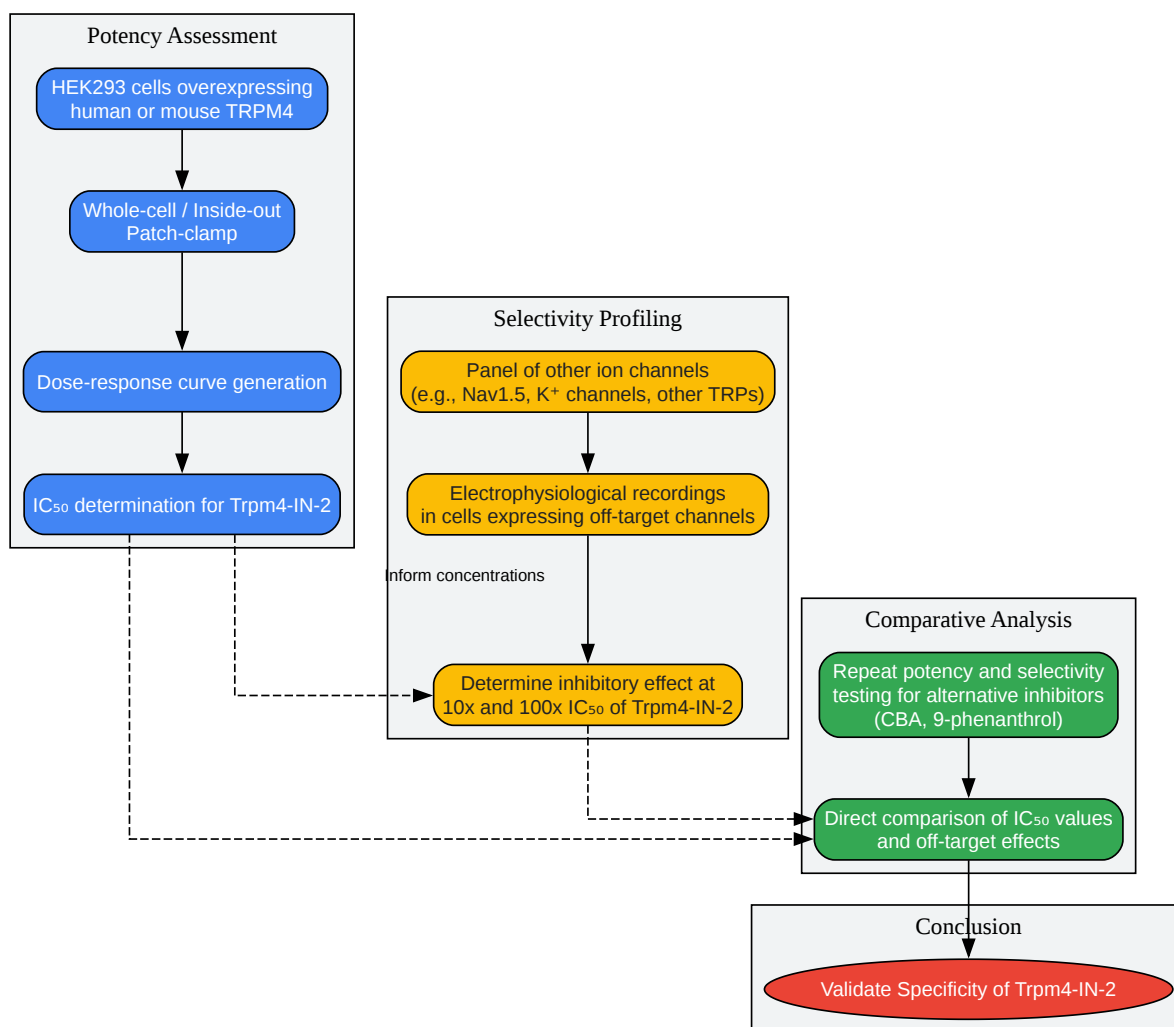 Potency Assessment
HEK293 cells overexpressing
human or mouse TRPM4
Whole-cell / Inside-out
Patch-clamp
Dose-response curve generation
IC₅₀ determination for Trpm4-IN-2
Selectivity Profiling
Panel of other ion channels
(e.g., Nav1.5, K⁺ channels, other TRPs)
Electrophysiological recordings
in cells expressing off-target channels
Inform concentrations
Determine inhibitory effect at
10x and 100x IC₅₀ of Trpm4-IN-2
Comparative Analysis
Repeat potency and selectivity
testing for alternative inhibitors
(CBA, 9-phenanthrol)
Direct comparison of IC₅₀ values
and off-target effects
Conclusion
Validate Specificity of Trpm4-IN-2